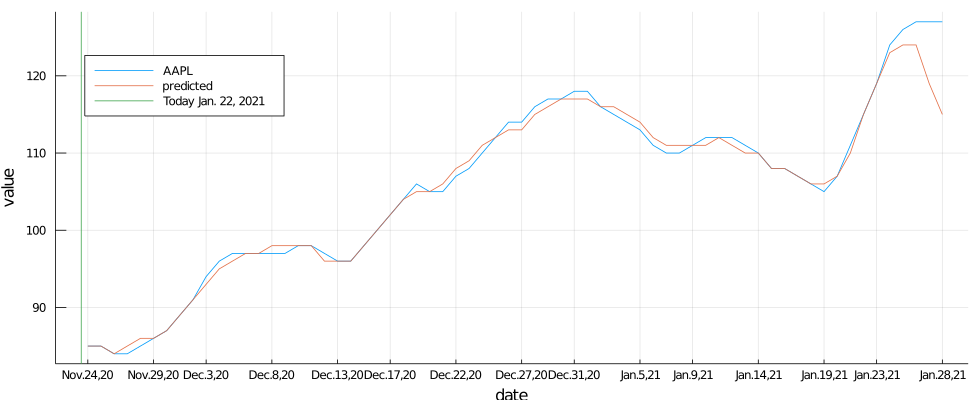 120
110
100
90
value
AAPL
predicted
Today Jan. 22, 2021
Nov.24,20 Nov.29,20 Dec.3,20 Dec.8,20 Dec.13,20 Dec.17,20 Dec.22,20 Dec.27,20 Dec.31,20 Jan.5,21 Jan.9,21 Jan.14,21 Jan.19,21 Jan.23,21 Jan.28,21
date